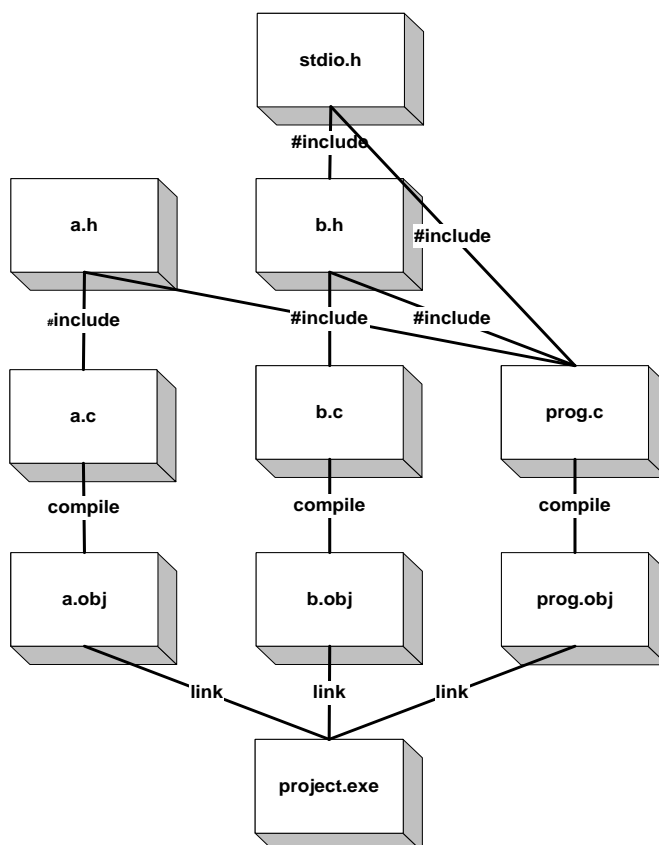 stdio.h
#include
a.h
b.h
#include
#include
#include
#include
a.c
b.c
prog.c
compile
compile
compile
a.obj
b.obj
prog.obj
link
link
link
project.exe